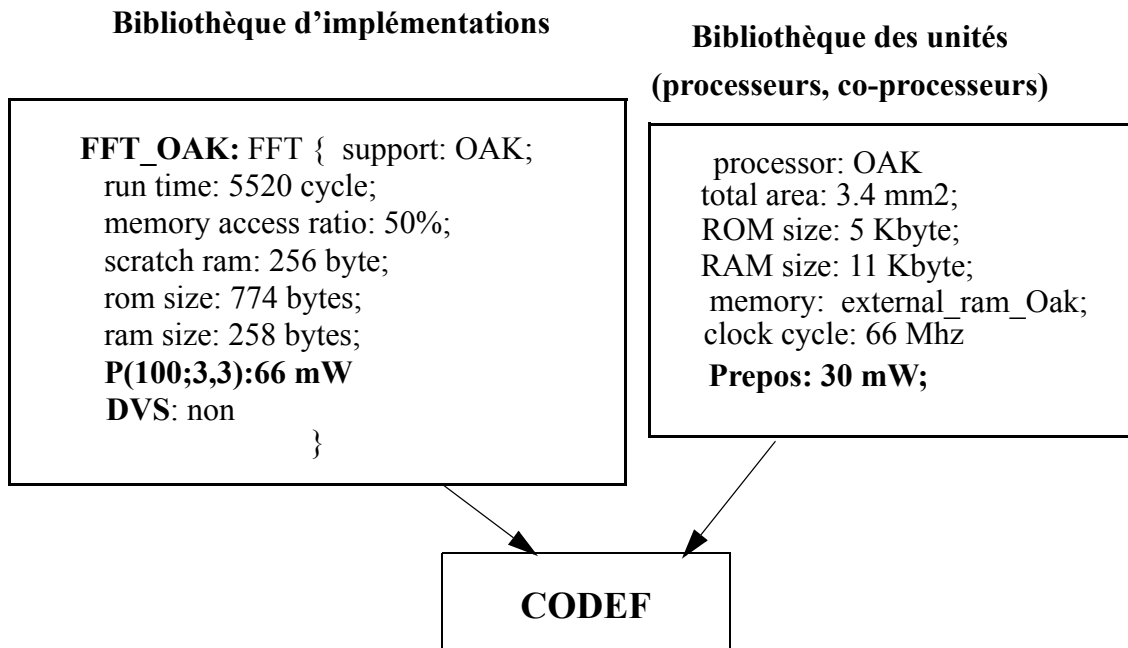 Bibliothèque d’implémentations
FFT_OAK: FFT { support: OAK;
run time: 5520 cycle;
memory access ratio: 50%;
scratch ram: 256 byte;
rom size: 774 bytes;
ram size: 258 bytes;
P(100;3,3):66 mW
DVS: non
}
Bibliothèque des unités
(processeurs, co-processeurs)
processor: OAK
total area: 3.4 mm2;
ROM size: 5 Kbyte;
RAM size: 11 Kbyte;
memory: external_ram_Oak;
clock cycle: 66 Mhz
Prepos: 30 mW;
CODEF